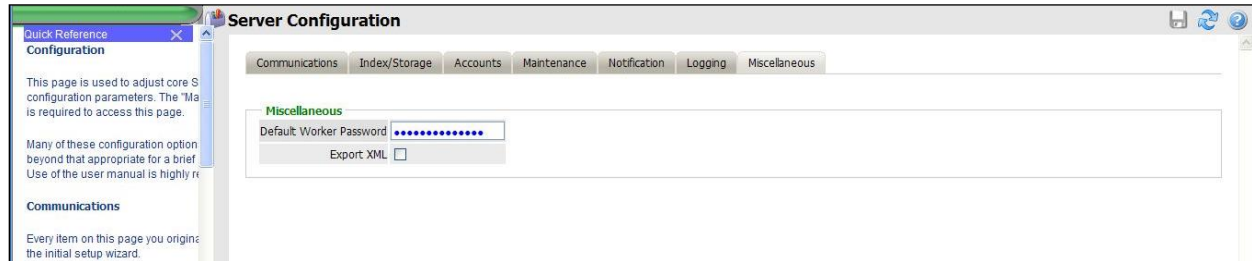 Quick Reference
Configuration
This page is used to adjust core S
configuration parameters. The "Ma
is required to access this page.
Many of these configuration option
beyond that appropriate for a brief
Use of the user manual is highly re
Communications
Every item on this page you origina
the initial setup wizard.
Server Configuration
Communications Index/Storage Accounts Maintenance Notification Logging Miscellaneous
Miscellaneous
Default Worker Password
Export XML